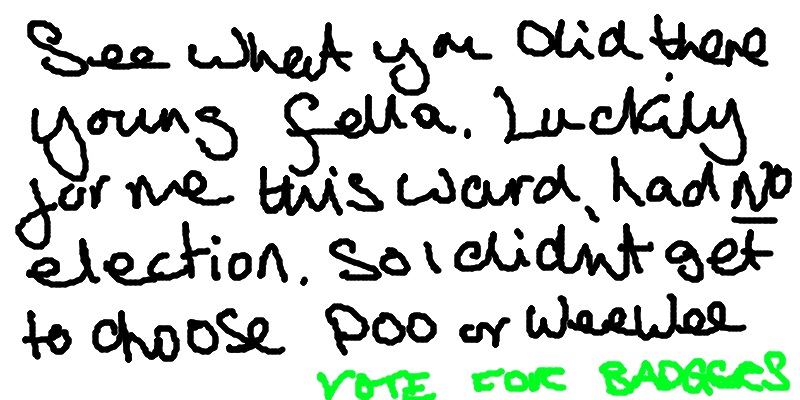 See what you did there
young fella. Luckily
for me this ward, had NO
election. So I didn't get
to choose Poo or WeeWee
VOTE FOR BADGERS